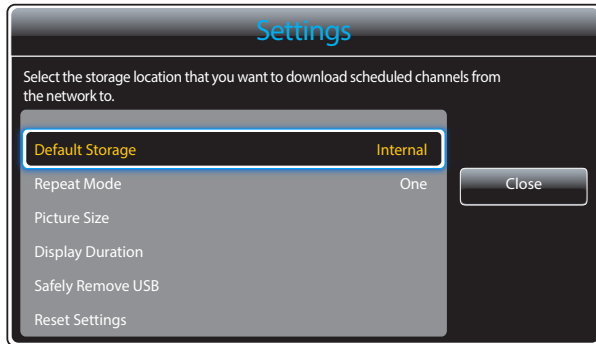 Settings
Select the storage location that you want to download scheduled channels from
the network to.
Default Storage Internal
Repeat Mode One
Close
Picture Size
Display Duration
Safely Remove USB
Reset Settings